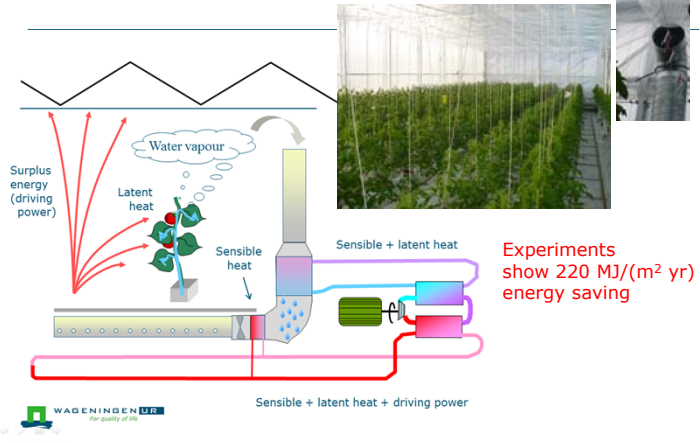 Water vapour
Surplus
energy
(driving
power)
Latent
heat
Sensible
heat
Sensible + latent heat
Experiments
show 220 MJ/(m² yr)
energy saving
WAGENINGEN UR
For quality of life
Sensible + latent heat + driving power